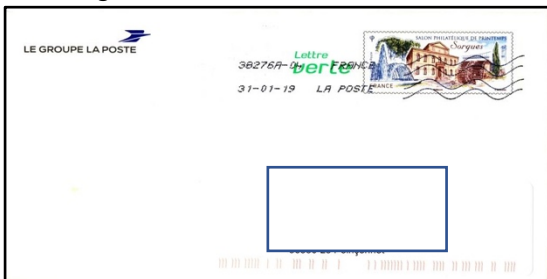 LE GROUPE LA POSTE
SALON PHILATÉLIQUE DE PRINTEMPS
Sorgues
Lettre
verte
38276A-04 FRANCE
31-01-19 LA POSTE
FRANCE